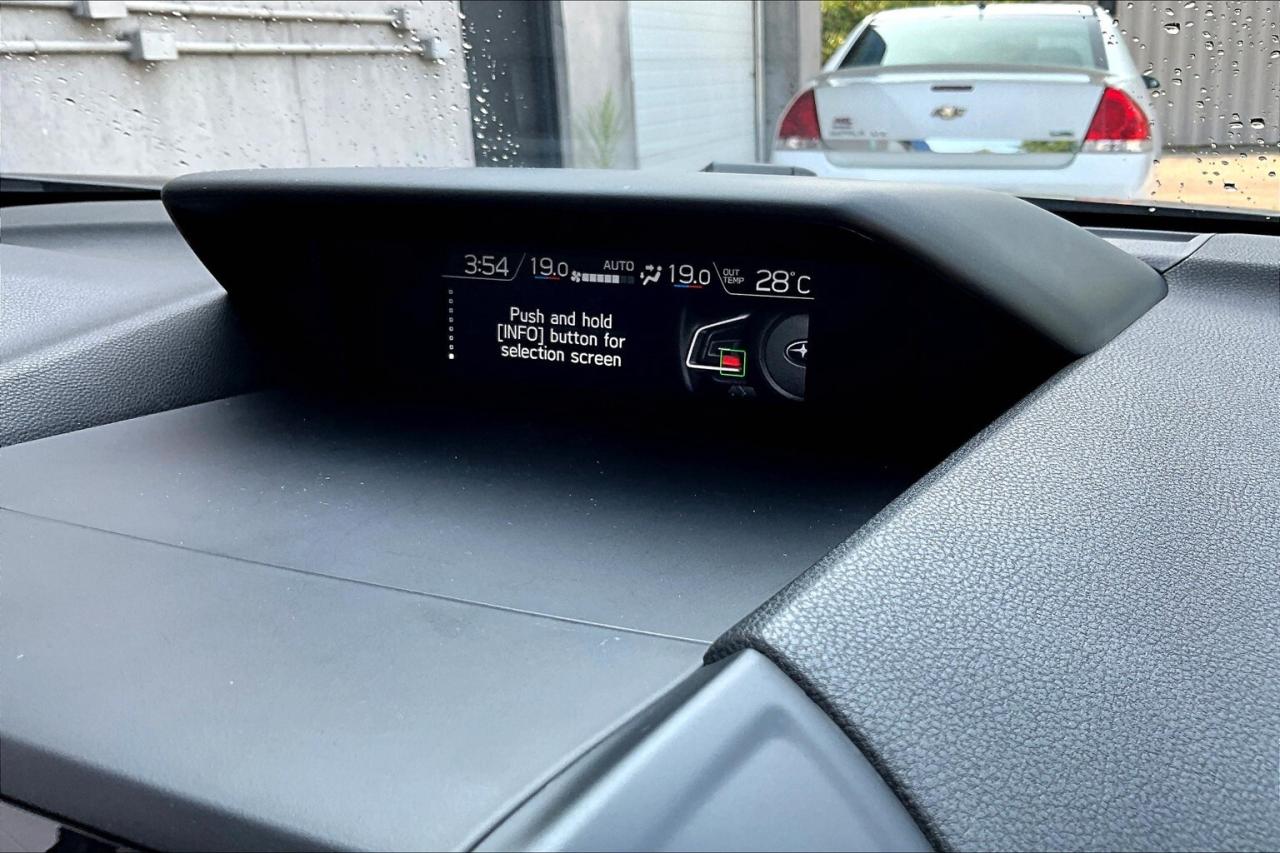 3:54 19.0 AUTO 19.0 OUT TEMP 28°C
Push and hold
[INFO] button for
selection screen